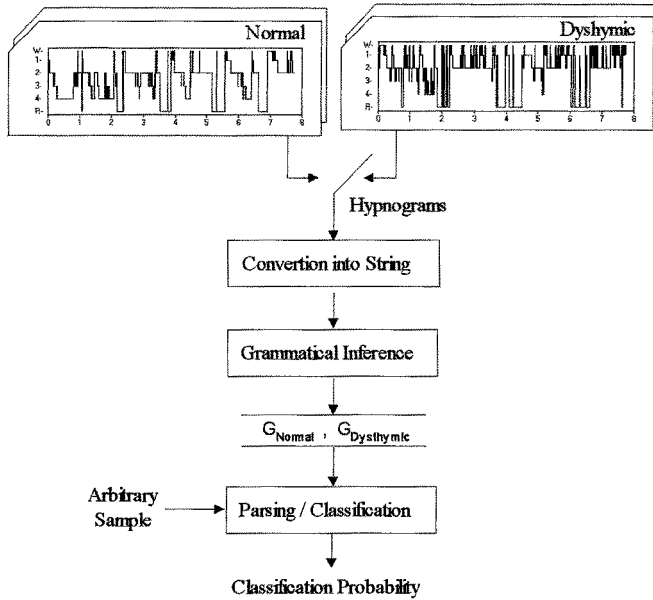 Normal
W-
1-
2-
3-
4-
R-
0 1 2 3 4 5 6 7 8
Dyshymic
W-
1-
2-
3-
4-
R-
0 1 2 3 4 5 6 7 8
Hypnograms
Convertion into String
Grammatical Inference
G Normal , G Dysthymic
Arbitrary
Sample
Parsing / Classification
Classification Probability